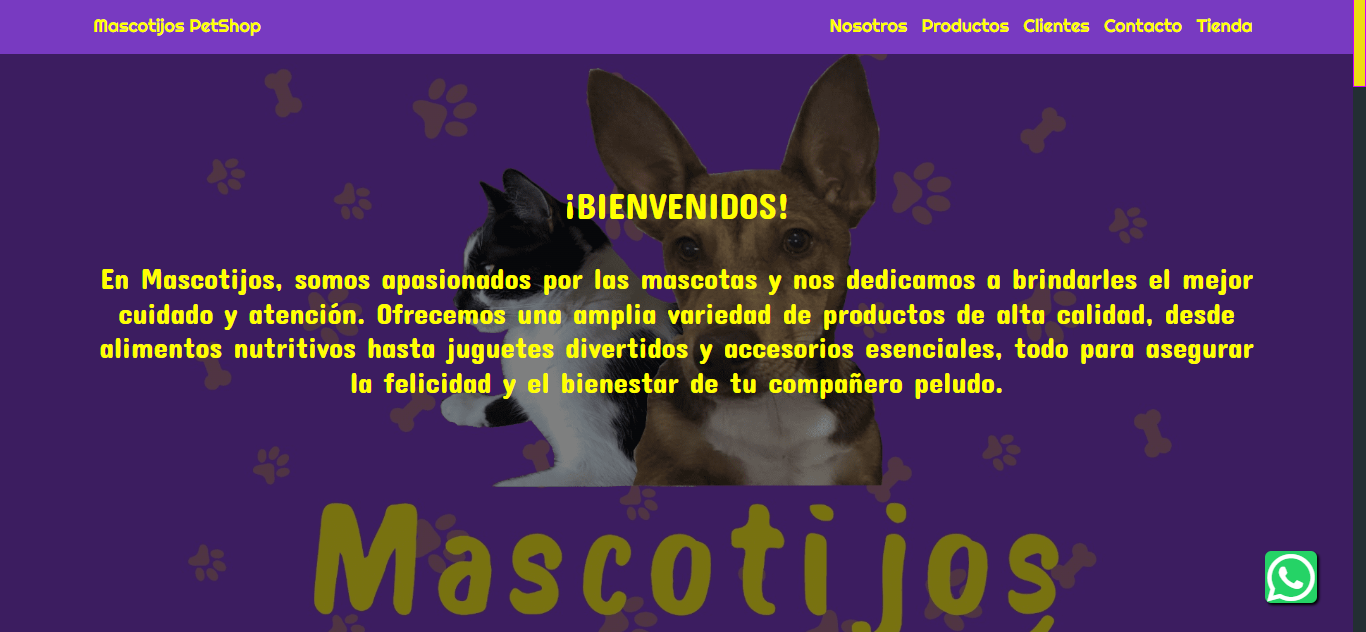 Mascotijos PetShop
Nosotros Productos Clientes Contacto Tienda
¡BIENVENIDOS!
En Mascotijos, somos apasionados por las mascotas y nos dedicamos a brindarles el mejor
cuidado y atención. Ofrecemos una amplia variedad de productos de alta calidad, desde
alimentos nutritivos hasta juguetes divertidos y accesorios esenciales, todo para asegurar
la felicidad y el bienestar de tu compañero peludo.
Mascotijos